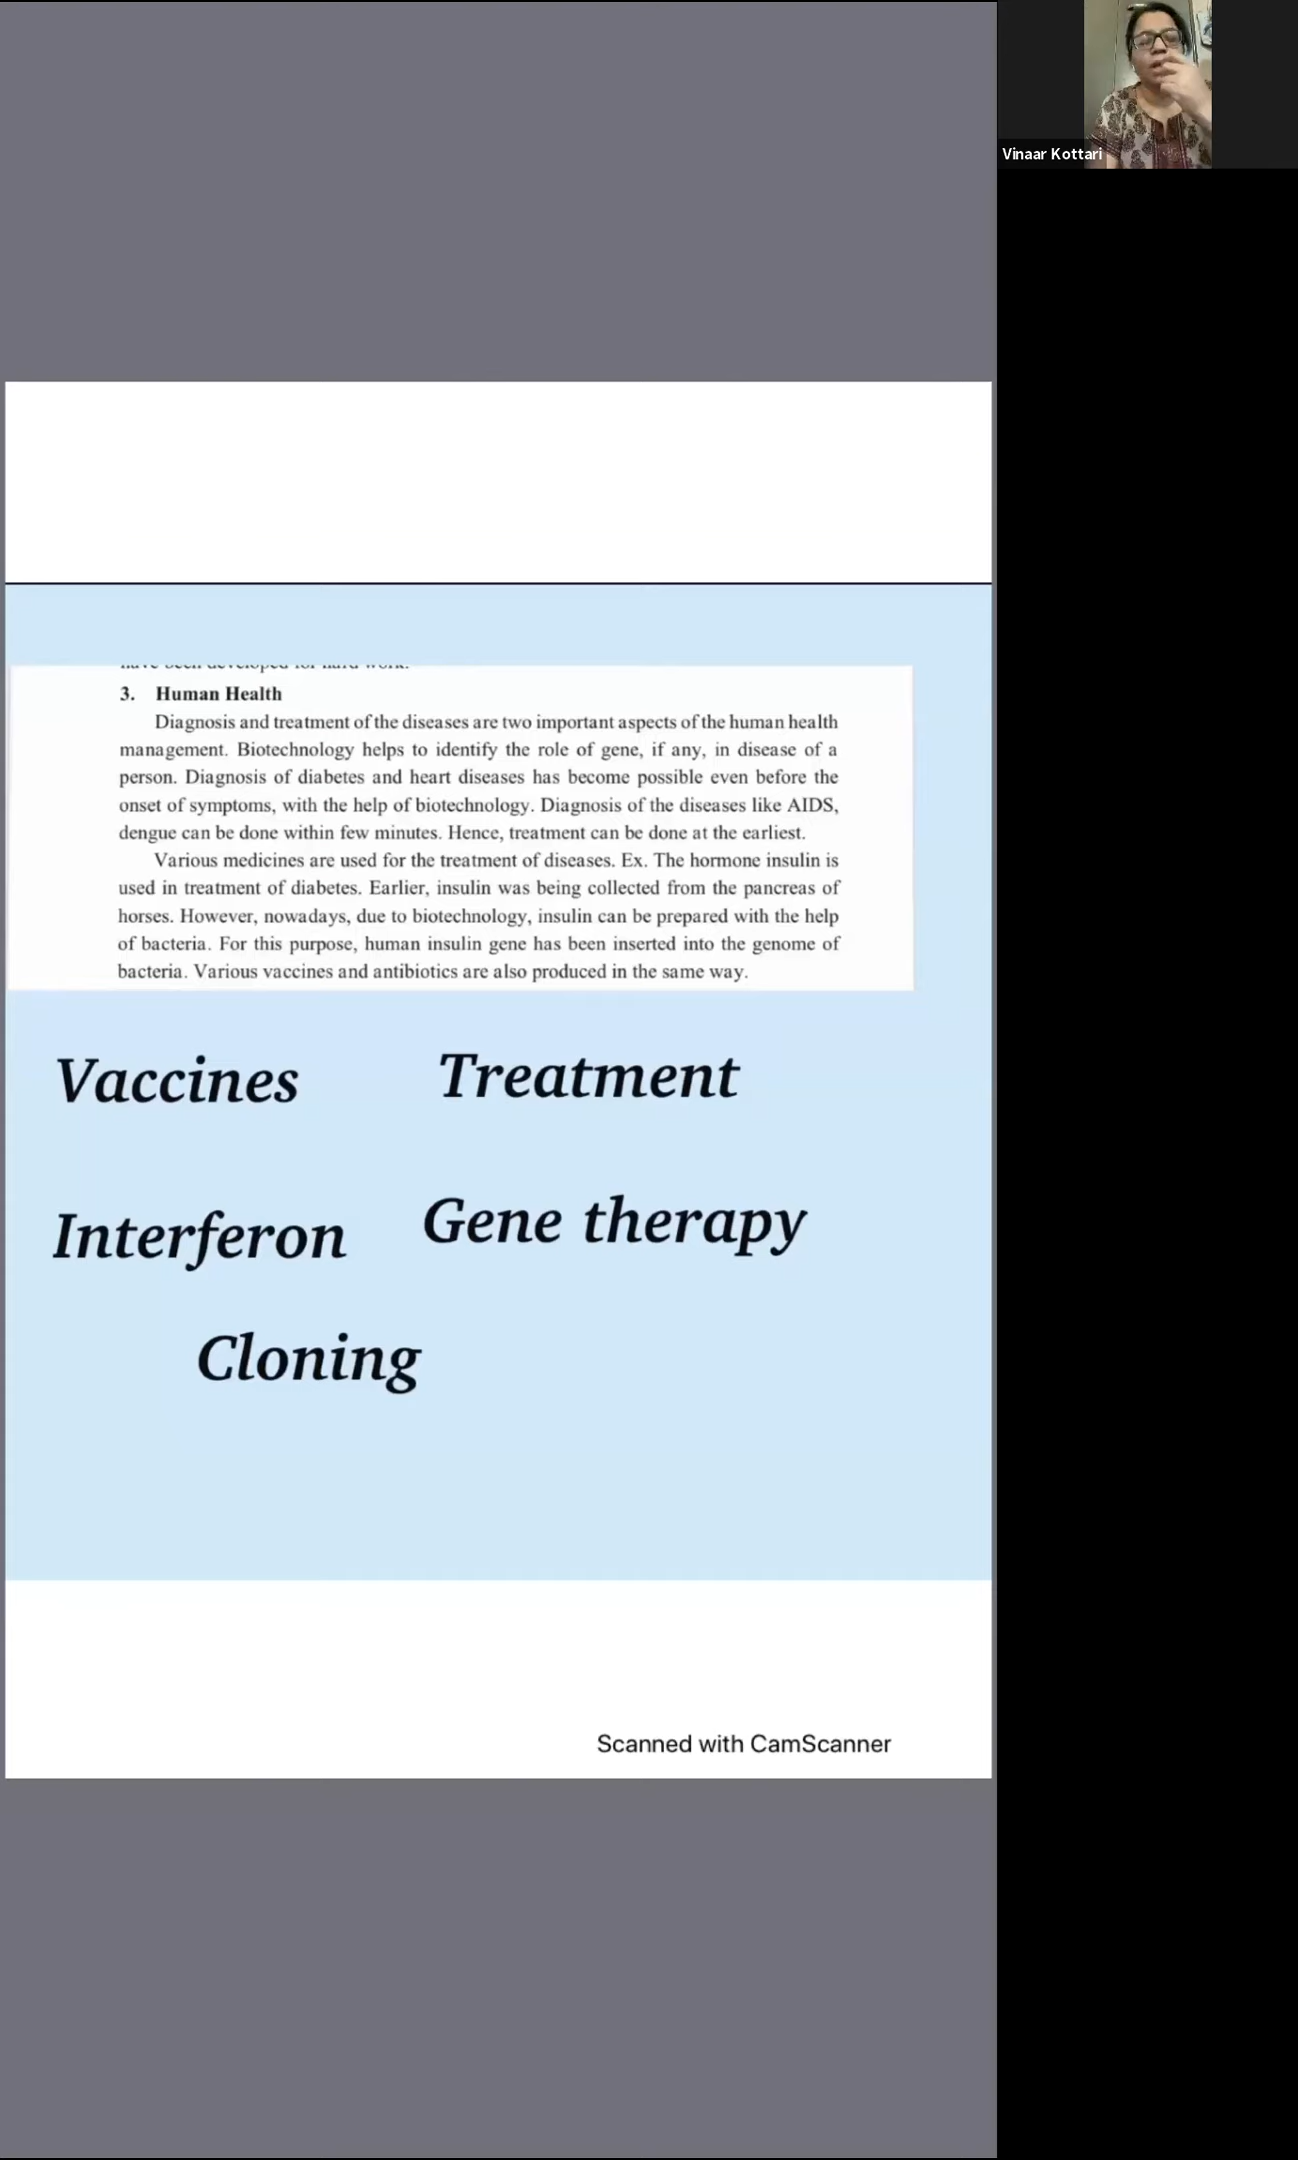 Vinaar Kottari
have been developed for hard work.
3. Human Health
Diagnosis and treatment of the diseases are two important aspects of the human health
management. Biotechnology helps to identify the role of gene, if any, in disease of a
person. Diagnosis of diabetes and heart diseases has become possible even before the
onset of symptoms, with the help of biotechnology. Diagnosis of the diseases like AIDS,
dengue can be done within few minutes. Hence, treatment can be done at the earliest.
Various medicines are used for the treatment of diseases. Ex. The hormone insulin is
used in treatment of diabetes. Earlier, insulin was being collected from the pancreas of
horses. However, nowadays, due to biotechnology, insulin can be prepared with the help
of bacteria. For this purpose, human insulin gene has been inserted into the genome of
bacteria. Various vaccines and antibiotics are also produced in the same way.
Vaccines Treatment
Interferon Gene therapy
Cloning
Scanned with CamScanner